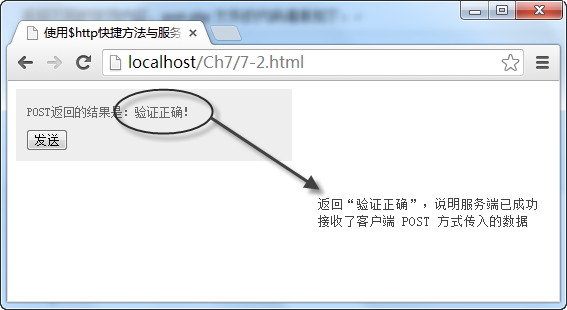 使用$http快捷方法与服务
localhost/Ch7/7-2.html
POST返回的结果是：验证正确!
发送
返回“验证正确”，说明服务端已成功
接收了客户端 POST 方式传入的数据